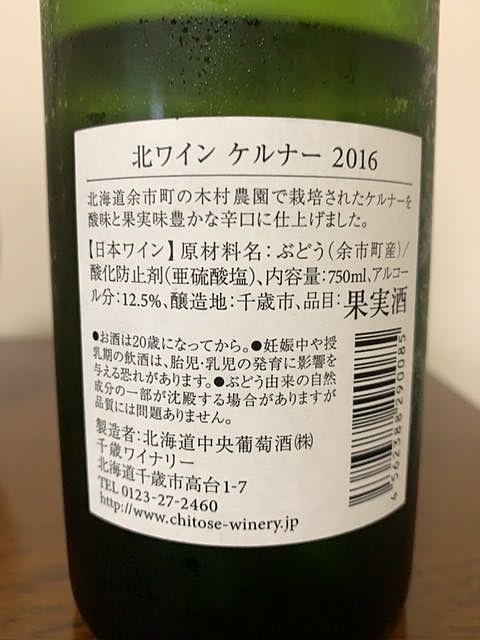 北ワイン ケルナー 2016
北海道余市町の木村農園で栽培されたケルナーを
酸味と果実味豊かな辛口に仕上げました。
【日本ワイン】原材料名：ぶどう（余市町産）/
酸化防止剤（亜硫酸塩）、内容量：750ml、アルコー
ル分：12.5%、醸造地：千歳市、品目：果実酒
●お酒は20歳になってから。●妊娠中や授
乳期の飲酒は、胎児・乳児の発育に影響を
与える恐れがあります。●ぶどう由来の自然
成分の一部が沈殿する場合がありますが
品質には問題ありません。
製造者：北海道中央葡萄酒㈱
千歳ワイナリー
北海道千歳市高台1-7
TEL 0123-27-2460
http://www.chitose-winery.jp
4562388290085